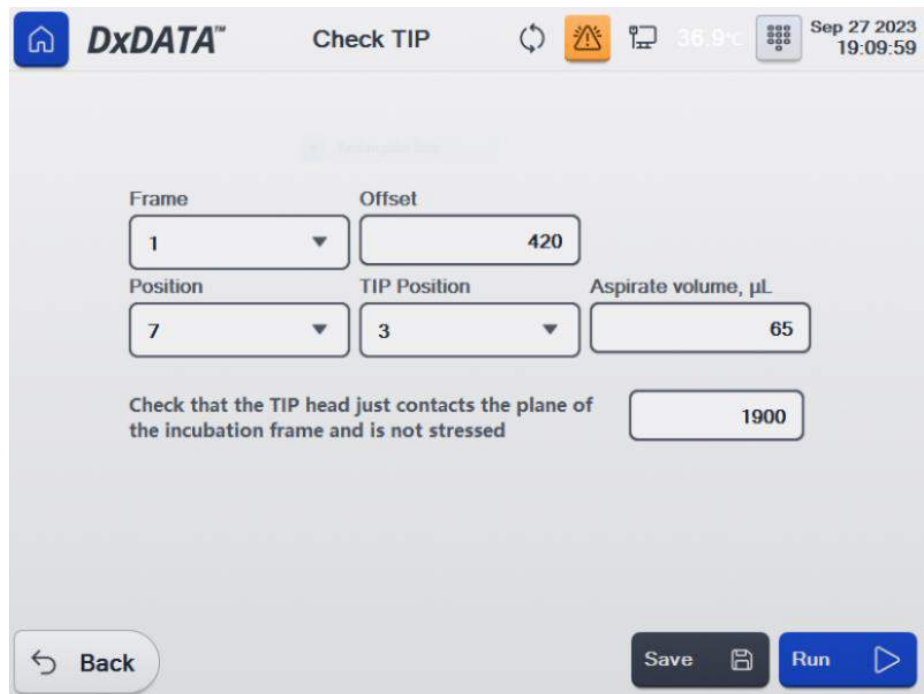 DxDATA™ Check TIP 36.9°C Sep 27 2023
19:09:59
Frame Offset
1 420
Position TIP Position Aspirate volume, µL
7 3 65
Check that the TIP head just contacts the plane of
the incubation frame and is not stressed
1900
Back Save Run